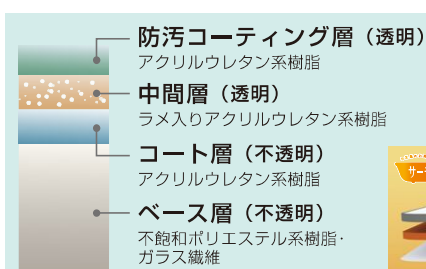 防汚コーティング層（透明）
アクリルウレタン系樹脂
中間層（透明）
ラメ入りアクリルウレタン系樹脂
コート層（不透明）
アクリルウレタン系樹脂
ベース層（不透明）
不飽和ポリエステル系樹脂・
ガラス繊維